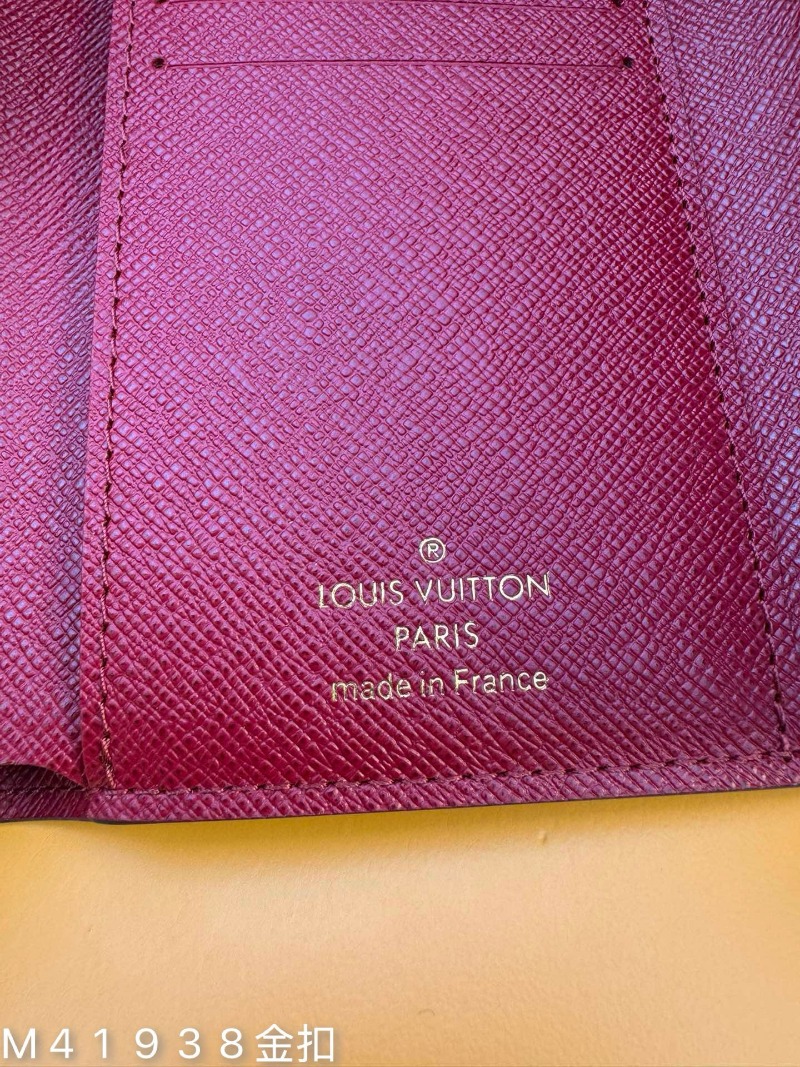 ®
LOUIS VUITTON
PARIS
made in France
M41938金扣